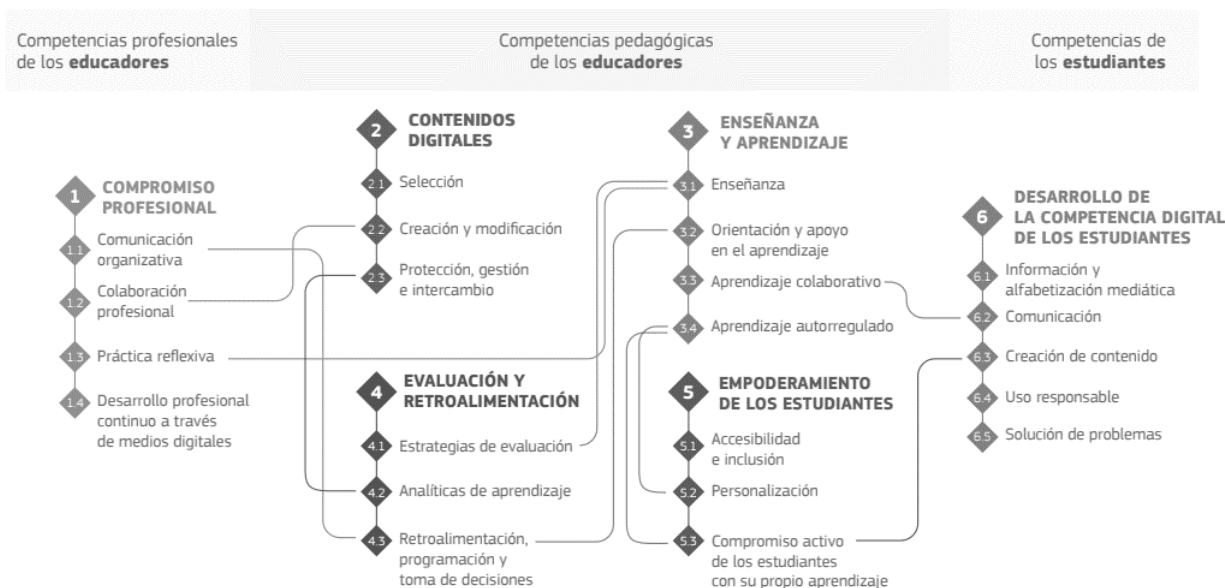 Competencias profesionales
de los educadores
Competencias pedagógicas
de los educadores
Competencias de
los estudiantes
1
COMPROMISO
PROFESIONAL
1.1
Comunicación
organizativa
1.2
Colaboración
profesional
1.3
Práctica reflexiva
1.4
Desarrollo profesional
continuo a través
de medios digitales
2
CONTENIDOS
DIGITALES
2.1
Selección
2.2
Creación y modificación
2.3
Protección, gestión
e intercambio
3
ENSEÑANZA
Y APRENDIZAJE
3.1
Enseñanza
3.2
Orientación y apoyo
en el aprendizaje
3.3
Aprendizaje colaborativo
3.4
Aprendizaje autorregulado
4
EVALUACIÓN Y
RETROALIMENTACIÓN
4.1
Estrategias de evaluación
4.2
Analíticas de aprendizaje
4.3
Retroalimentación,
programación y
toma de decisiones
5
EMPODERAMIENTO
DE LOS ESTUDIANTES
5.1
Accesibilidad
e inclusión
5.2
Personalización
5.3
Compromiso activo
de los estudiantes
con su propio aprendizaje
6
DESARROLLO DE
LA COMPETENCIA DIGITAL
DE LOS ESTUDIANTES
6.1
Información y
alfabetización mediática
6.2
Comunicación
6.3
Creación de contenido
6.4
Uso responsable
6.5
Solución de problemas